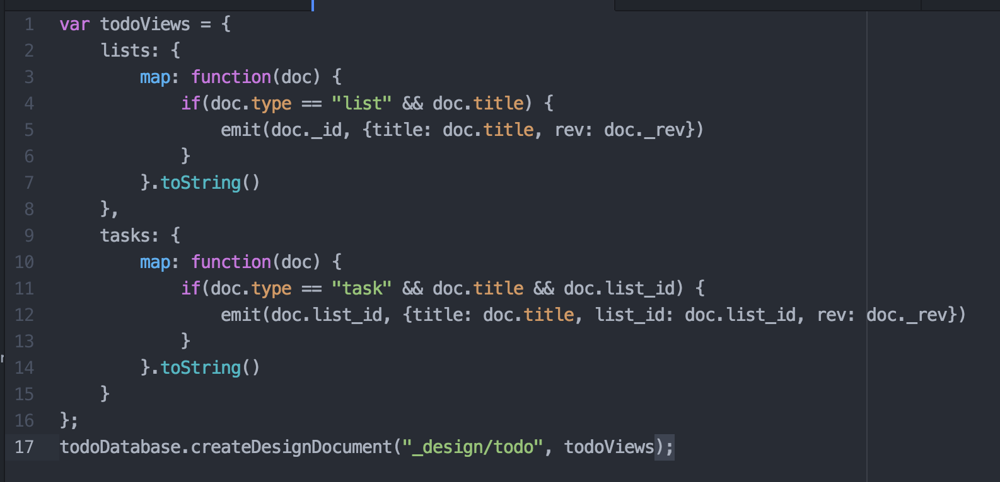 1 var todoViews = {
2 lists: {
3 map: function(doc) {
4 if(doc.type == "list" && doc.title) {
5 emit(doc._id, {title: doc.title, rev: doc._rev})
6 }
7 }.toString()
8 },
9 tasks: {
10 map: function(doc) {
11 if(doc.type == "task" && doc.title && doc.list_id) {
12 emit(doc.list_id, {title: doc.title, list_id: doc.list_id, rev: doc._rev})
13 }
14 }.toString()
15 }
16 };
17 todoDatabase.createDesignDocument("_design/todo", todoViews);